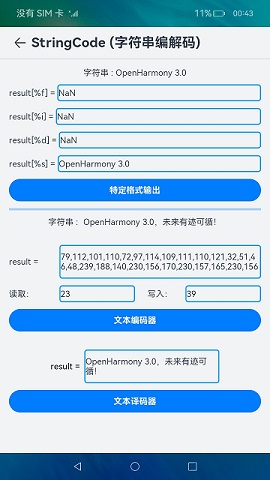 没有 SIM 卡 11% 00:43
StringCode (字符串编解码)
字符串 : OpenHarmony 3.0
result[%f] = NaN
result[%i] = NaN
result[%d] = NaN
result[%s] = OpenHarmony 3.0
特定格式输出
字符串 : OpenHarmony 3.0，未来有迹可循!
result = 79,112,101,110,72,97,114,109,111,110,121,32,51,4
6,48,239,188,140,230,156,170,230,157,165,230,156
读取: 23 写入: 39
文本编码器
result = OpenHarmony 3.0，未来有迹可
循!
文本译码器